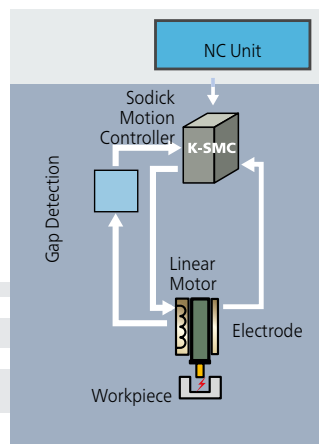 NC Unit
Sodick
Motion
Controller
K-SMC
Gap Detection
Linear
Motor
Electrode
Workpiece